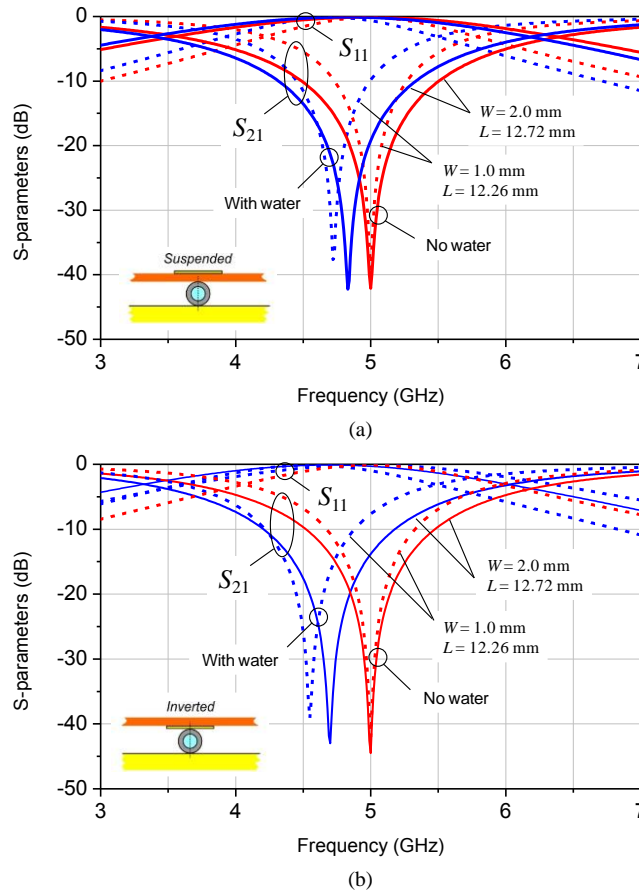 0
-10
-20
-30
-40
-50
S-parameters (dB)
S11
S21
W = 2.0 mm
L = 12.72 mm
W = 1.0 mm
L = 12.26 mm
With water
No water
Suspended
3 4 5 6 7
Frequency (GHz)
(a)
0
-10
-20
-30
-40
-50
S-parameters (dB)
S11
S21
W = 2.0 mm
L = 12.72 mm
W = 1.0 mm
L = 12.26 mm
With water
No water
Inverted
3 4 5 6 7
Frequency (GHz)
(b)